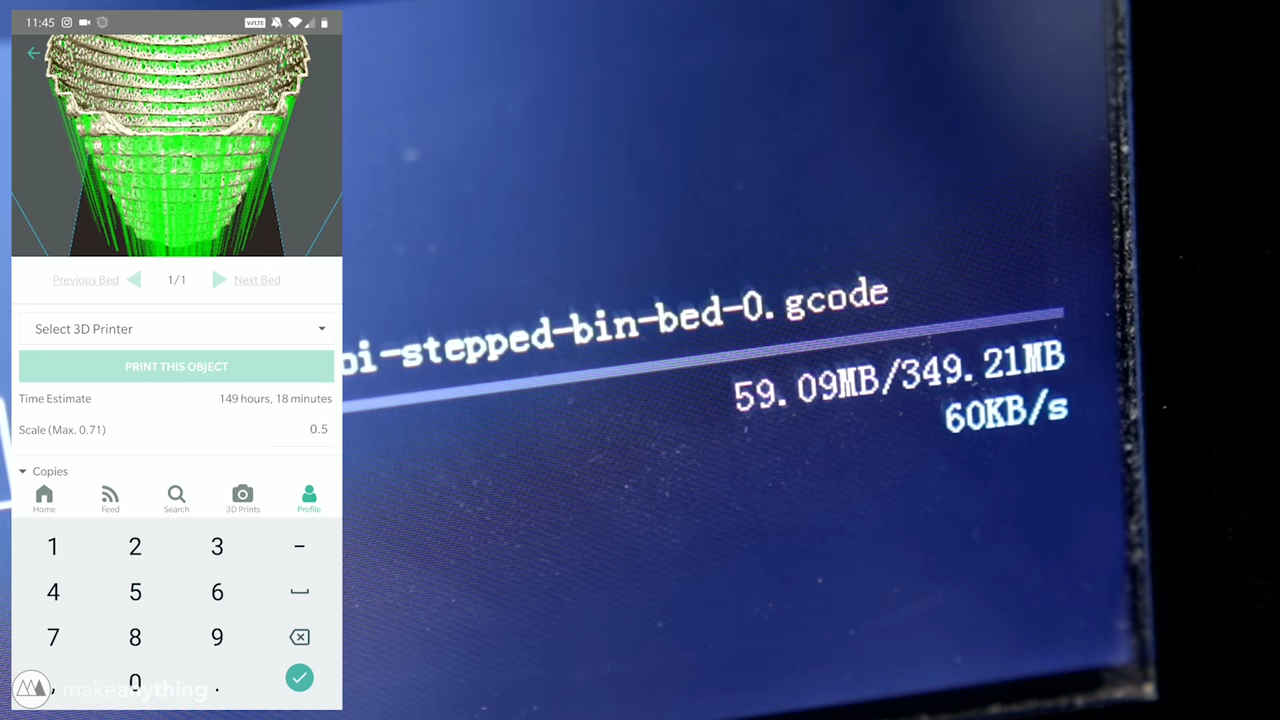 11:45
VoLTE
Previous Bed
1/1
Next Bed
Select 3D Printer
PRINT THIS OBJECT
Time Estimate
149 hours, 18 minutes
Scale (Max. 0.71)
0.5
Copies
Home
Feed
Search
3D Prints
Profile
1 2 3 -
4 5 6
7 8 9
, 0 .
makeanything
-stepped-bin-bed-0.gcode
59.09MB/349.21MB
60KB/s